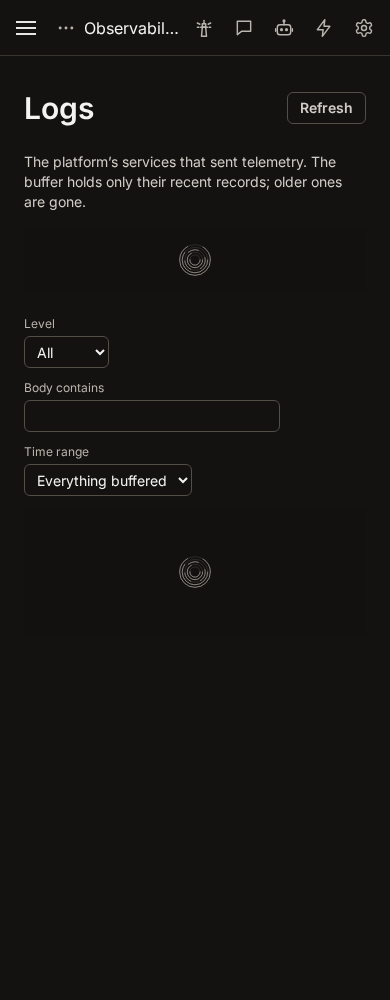 Observabil...
Logs
Refresh
The platform’s services that sent telemetry. The
buffer holds only their recent records; older ones
are gone.
Level
All
Body contains
Time range
Everything buffered